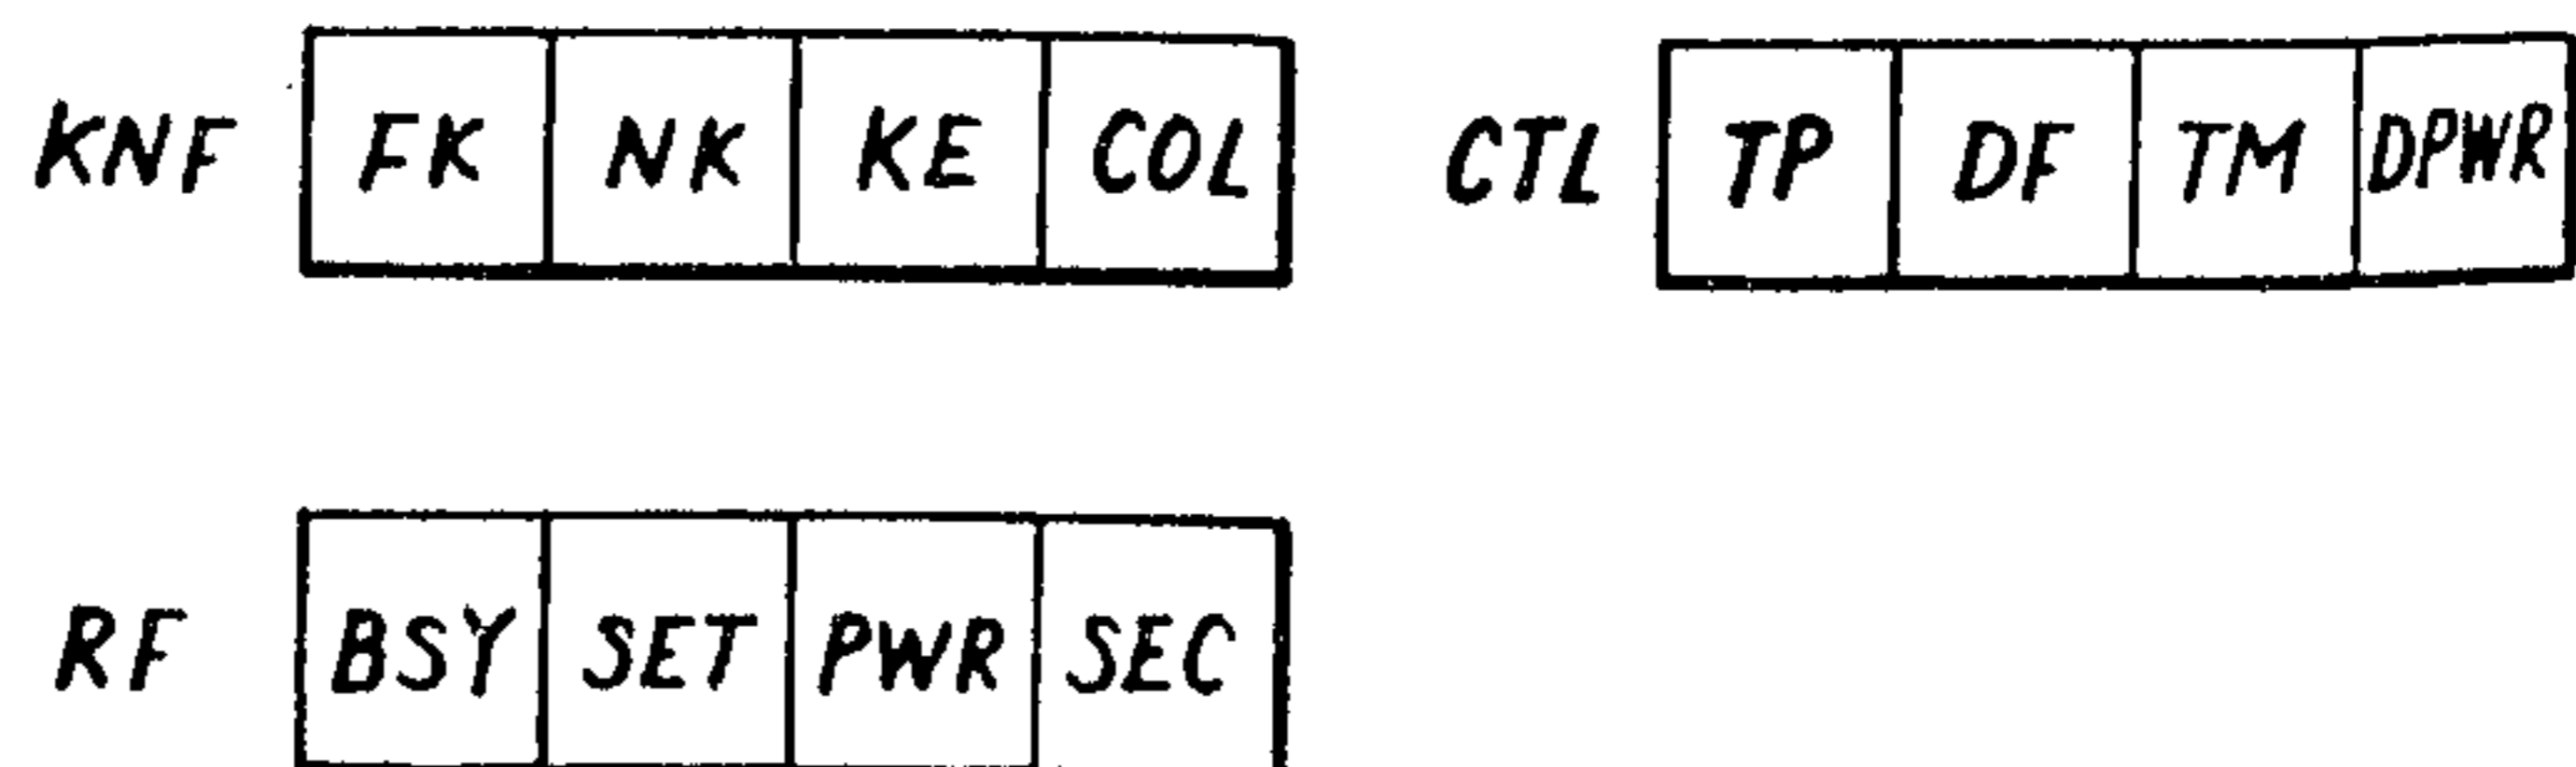 KNF FK NK KE COL CTL TP DF TM DPWR
RF BSY SET PWR SEC